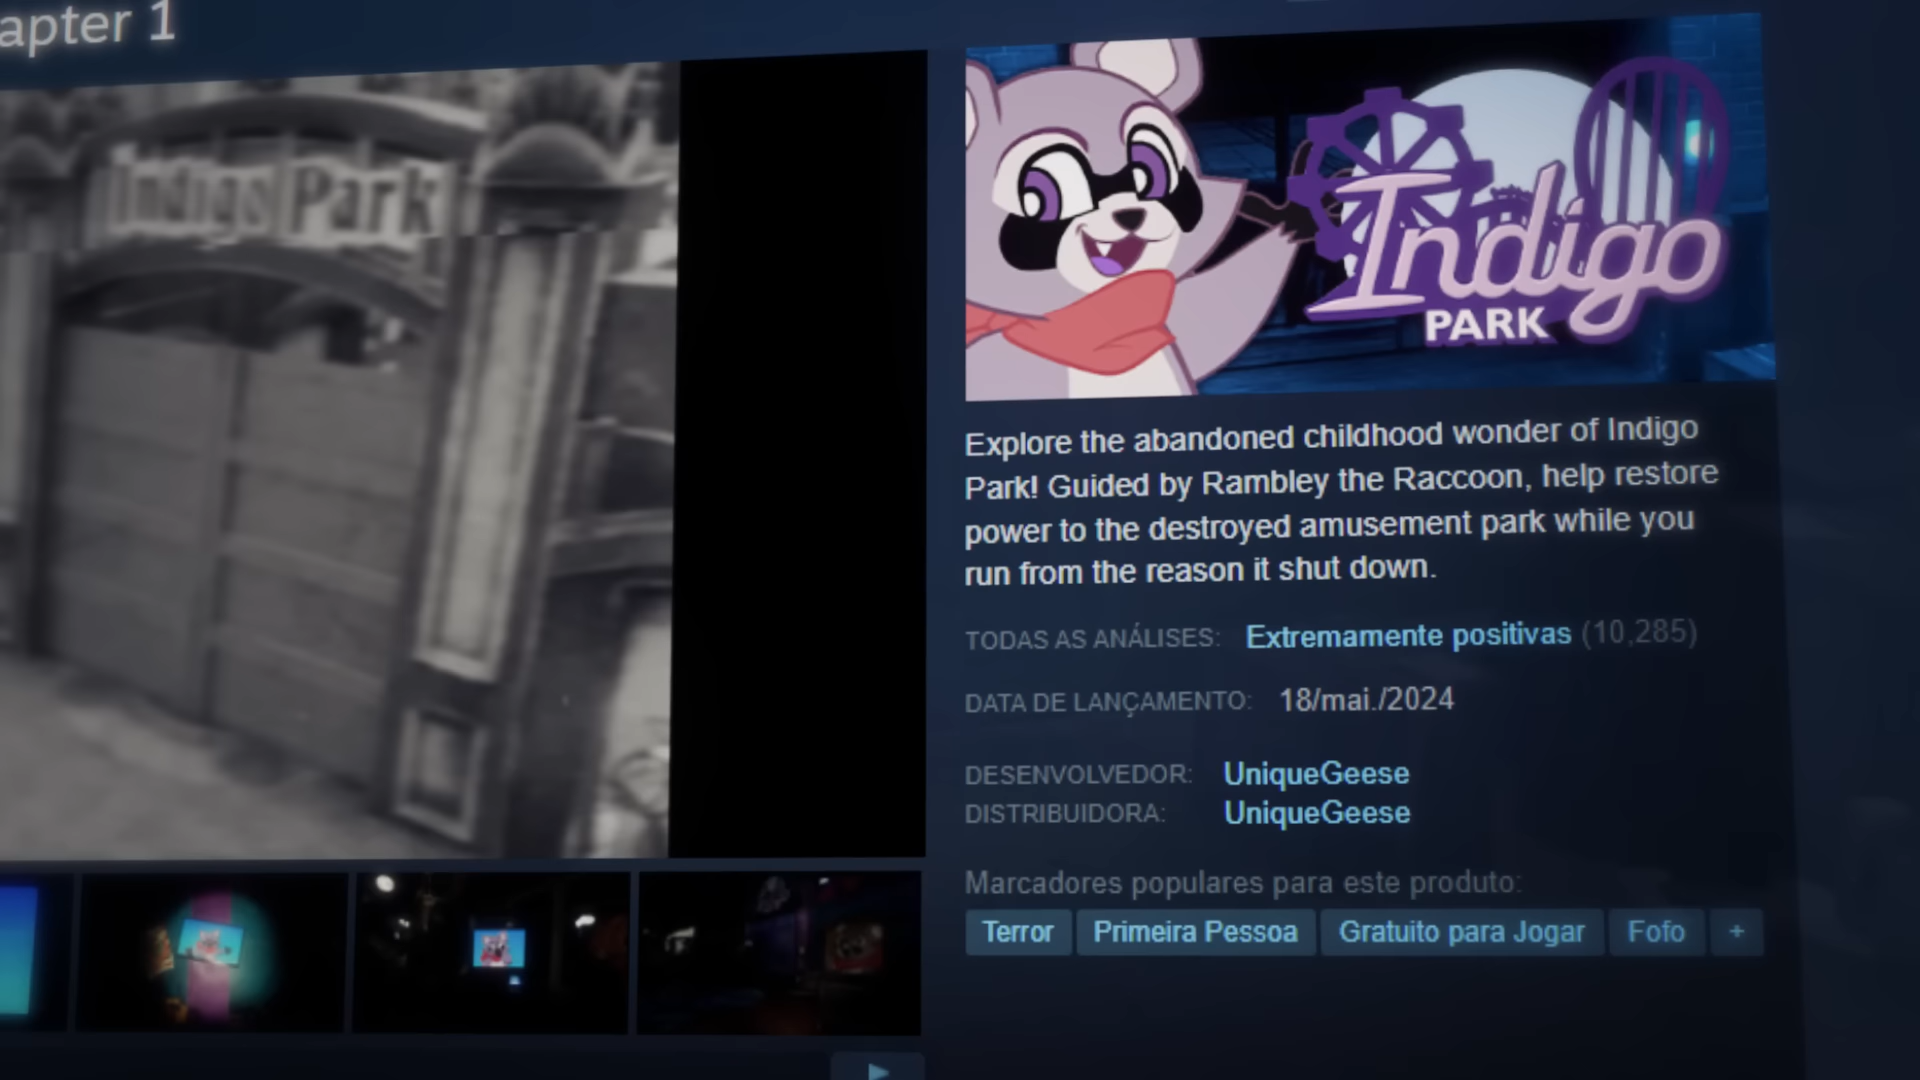 apter 1
Indigo Park
Indigo
PARK
Explore the abandoned childhood wonder of Indigo
Park! Guided by Rambley the Raccoon, help restore
power to the destroyed amusement park while you
run from the reason it shut down.
TODAS AS ANÁLISES: Extremamente positivas (10,285)
DATA DE LANÇAMENTO: 18/mai./2024
DESENVOLVEDOR: UniqueGeese
DISTRIBUIDORA: UniqueGeese
Marcadores populares para este produto:
Terror Primeira Pessoa Gratuito para Jogar Fofo +